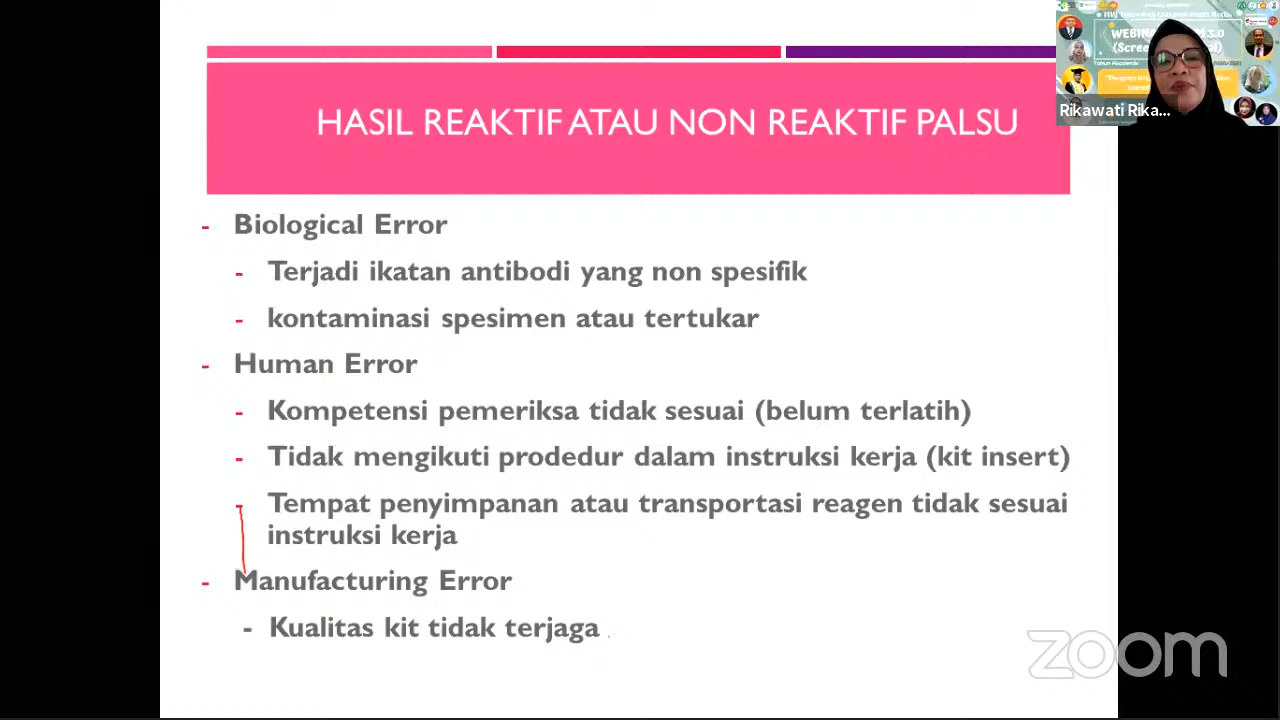 HASIL REAKTIF ATAU NON REAKTIF PALSU
Rikawati Rika...
- Biological Error
- Terjadi ikatan antibodi yang non spesifik
- kontaminasi spesimen atau tertukar
- Human Error
- Kompetensi pemeriksa tidak sesuai (belum terlatih)
- Tidak mengikuti prodedur dalam instruksi kerja (kit insert)
- Tempat penyimpanan atau transportasi reagen tidak sesuai
instruksi kerja
- Manufacturing Error
- Kualitas kit tidak terjaga
zoom